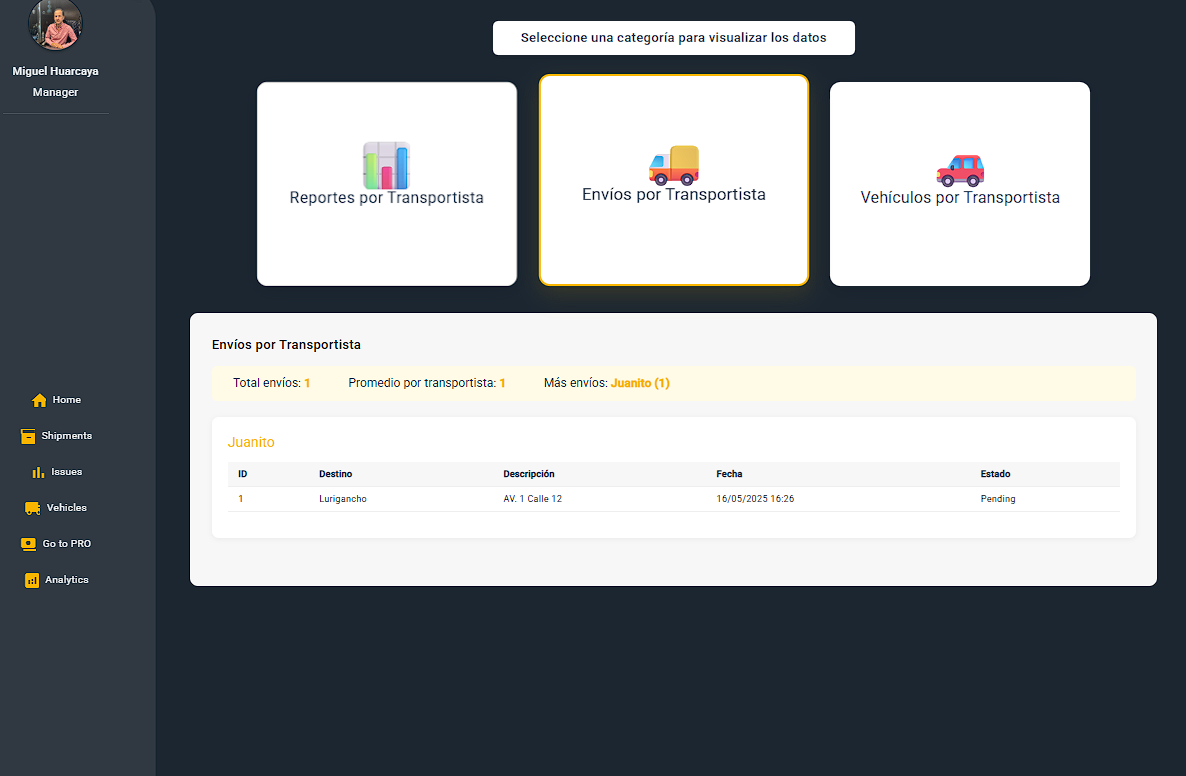 Miguel Huarcaya
Manager
Home
Shipments
Issues
Vehicles
Go to PRO
Analytics
Seleccione una categoría para visualizar los datos
Reportes por Transportista
Envíos por Transportista
Vehículos por Transportista
Envíos por Transportista
Total envíos: 1 Promedio por transportista: 1 Más envíos: Juanito (1)
Juanito
ID Destino Descripción Fecha Estado
1 Lurigancho AV. 1 Calle 12 16/05/2025 16:26 Pending